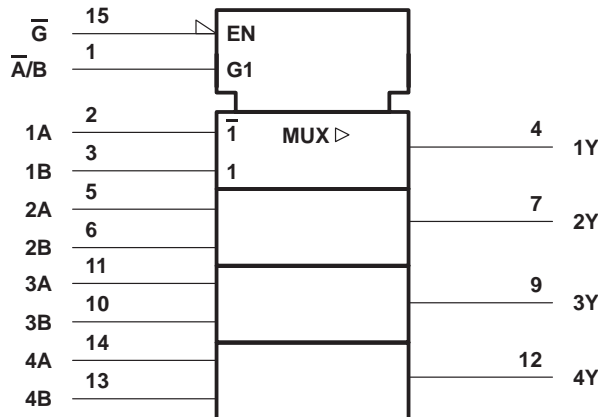 G̅ 15 EN
A̅/B 1 G1
1A 2 1̅ MUX ▷ 4 1Y
1B 3 1
2A 5 7 2Y
2B 6
3A 11 9 3Y
3B 10
4A 14 12 4Y
4B 13